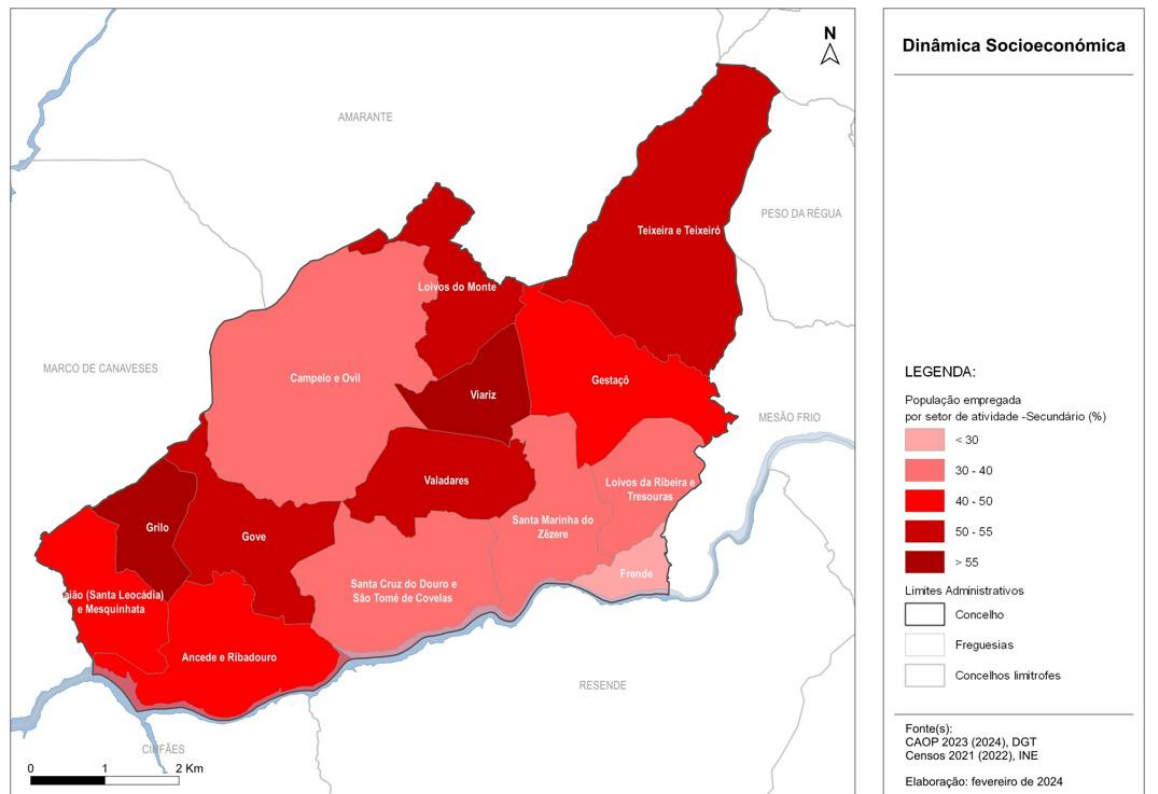 N
AMARANTE
PESO DA RÉGUA
Teixeira e Teixeiró
Loivos do Monte
MARCO DE CANAVESES
Campelo e Ovil
Gestaçô
Viariz
MESÃO FRIO
Valadares
Loivos da Ribeira e
Tresouras
Grilo
Gove
Santa Marinha do
Zêzere
Frende
aião (Santa Leocádia)
e Mesquinhata
Santa Cruz do Douro e
São Tomé de Covelas
Ancede e Ribadouro
RESENDE
CINFÃES
0 1 2 Km
Dinâmica Socioeconómica
LEGENDA:
População empregada
por setor de atividade -Secundário (%)
< 30
30 - 40
40 - 50
50 - 55
> 55
Limites Administrativos
Concelho
Freguesias
Concelhos limítrofes
Fonte(s):
CAOP 2023 (2024), DGT
Censos 2021 (2022), INE
Elaboração: fevereiro de 2024